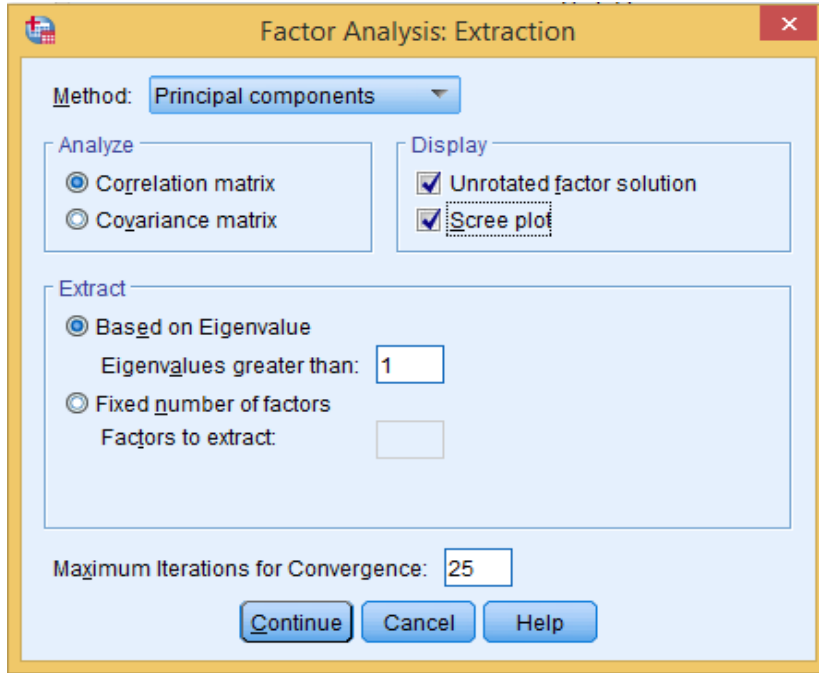 Factor Analysis: Extraction
Method: Principal components
Analyze
Correlation matrix
Covariance matrix
Display
Unrotated factor solution
Scree plot
Extract
Based on Eigenvalue
Eigenvalues greater than: 1
Fixed number of factors
Factors to extract:
Maximum Iterations for Convergence: 25
Continue Cancel Help